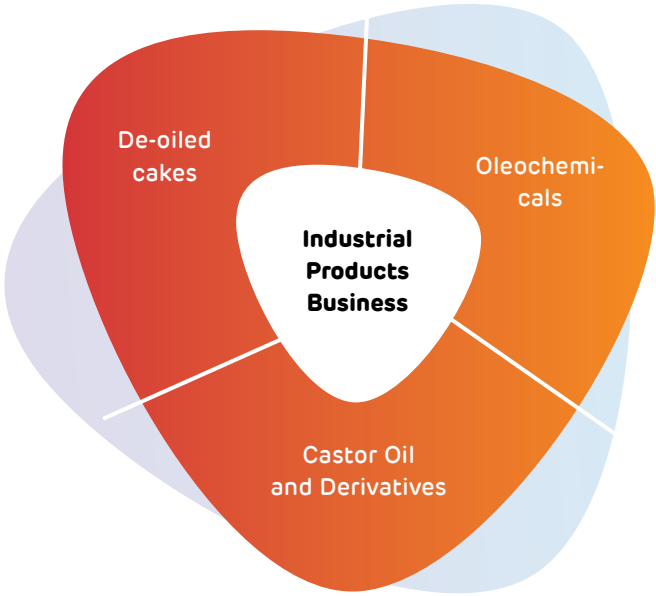 De-oiled
cakes
Oleochemi-
cals
Industrial
Products
Business
Castor Oil
and Derivatives